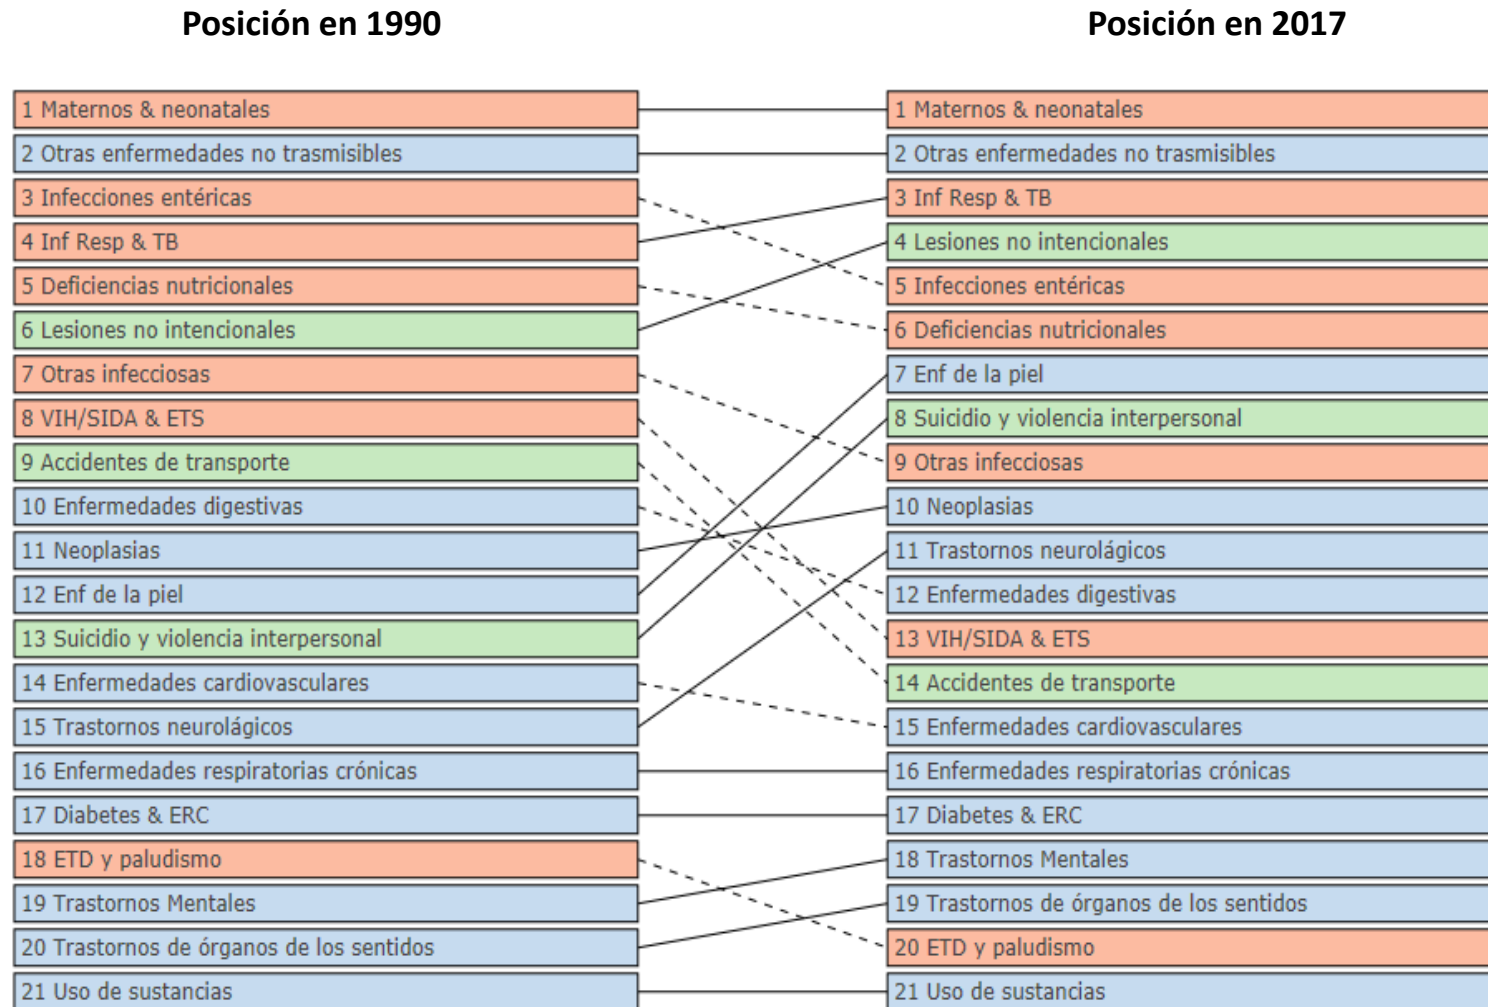 Posición en 1990
Posición en 2017
1 Maternos & neonatales
2 Otras enfermedades no trasmisibles
3 Infecciones entéricas
4 Inf Resp & TB
5 Deficiencias nutricionales
6 Lesiones no intencionales
7 Otras infecciosas
8 VIH/SIDA & ETS
9 Accidentes de transporte
10 Enfermedades digestivas
11 Neoplasias
12 Enf de la piel
13 Suicidio y violencia interpersonal
14 Enfermedades cardiovasculares
15 Trastornos neurolágicos
16 Enfermedades respiratorias crónicas
17 Diabetes & ERC
18 ETD y paludismo
19 Trastornos Mentales
20 Trastornos de órganos de los sentidos
21 Uso de sustancias
1 Maternos & neonatales
2 Otras enfermedades no trasmisibles
3 Inf Resp & TB
4 Lesiones no intencionales
5 Infecciones entéricas
6 Deficiencias nutricionales
7 Enf de la piel
8 Suicidio y violencia interpersonal
9 Otras infecciosas
10 Neoplasias
11 Trastornos neurolágicos
12 Enfermedades digestivas
13 VIH/SIDA & ETS
14 Accidentes de transporte
15 Enfermedades cardiovasculares
16 Enfermedades respiratorias crónicas
17 Diabetes & ERC
18 Trastornos Mentales
19 Trastornos de órganos de los sentidos
20 ETD y paludismo
21 Uso de sustancias